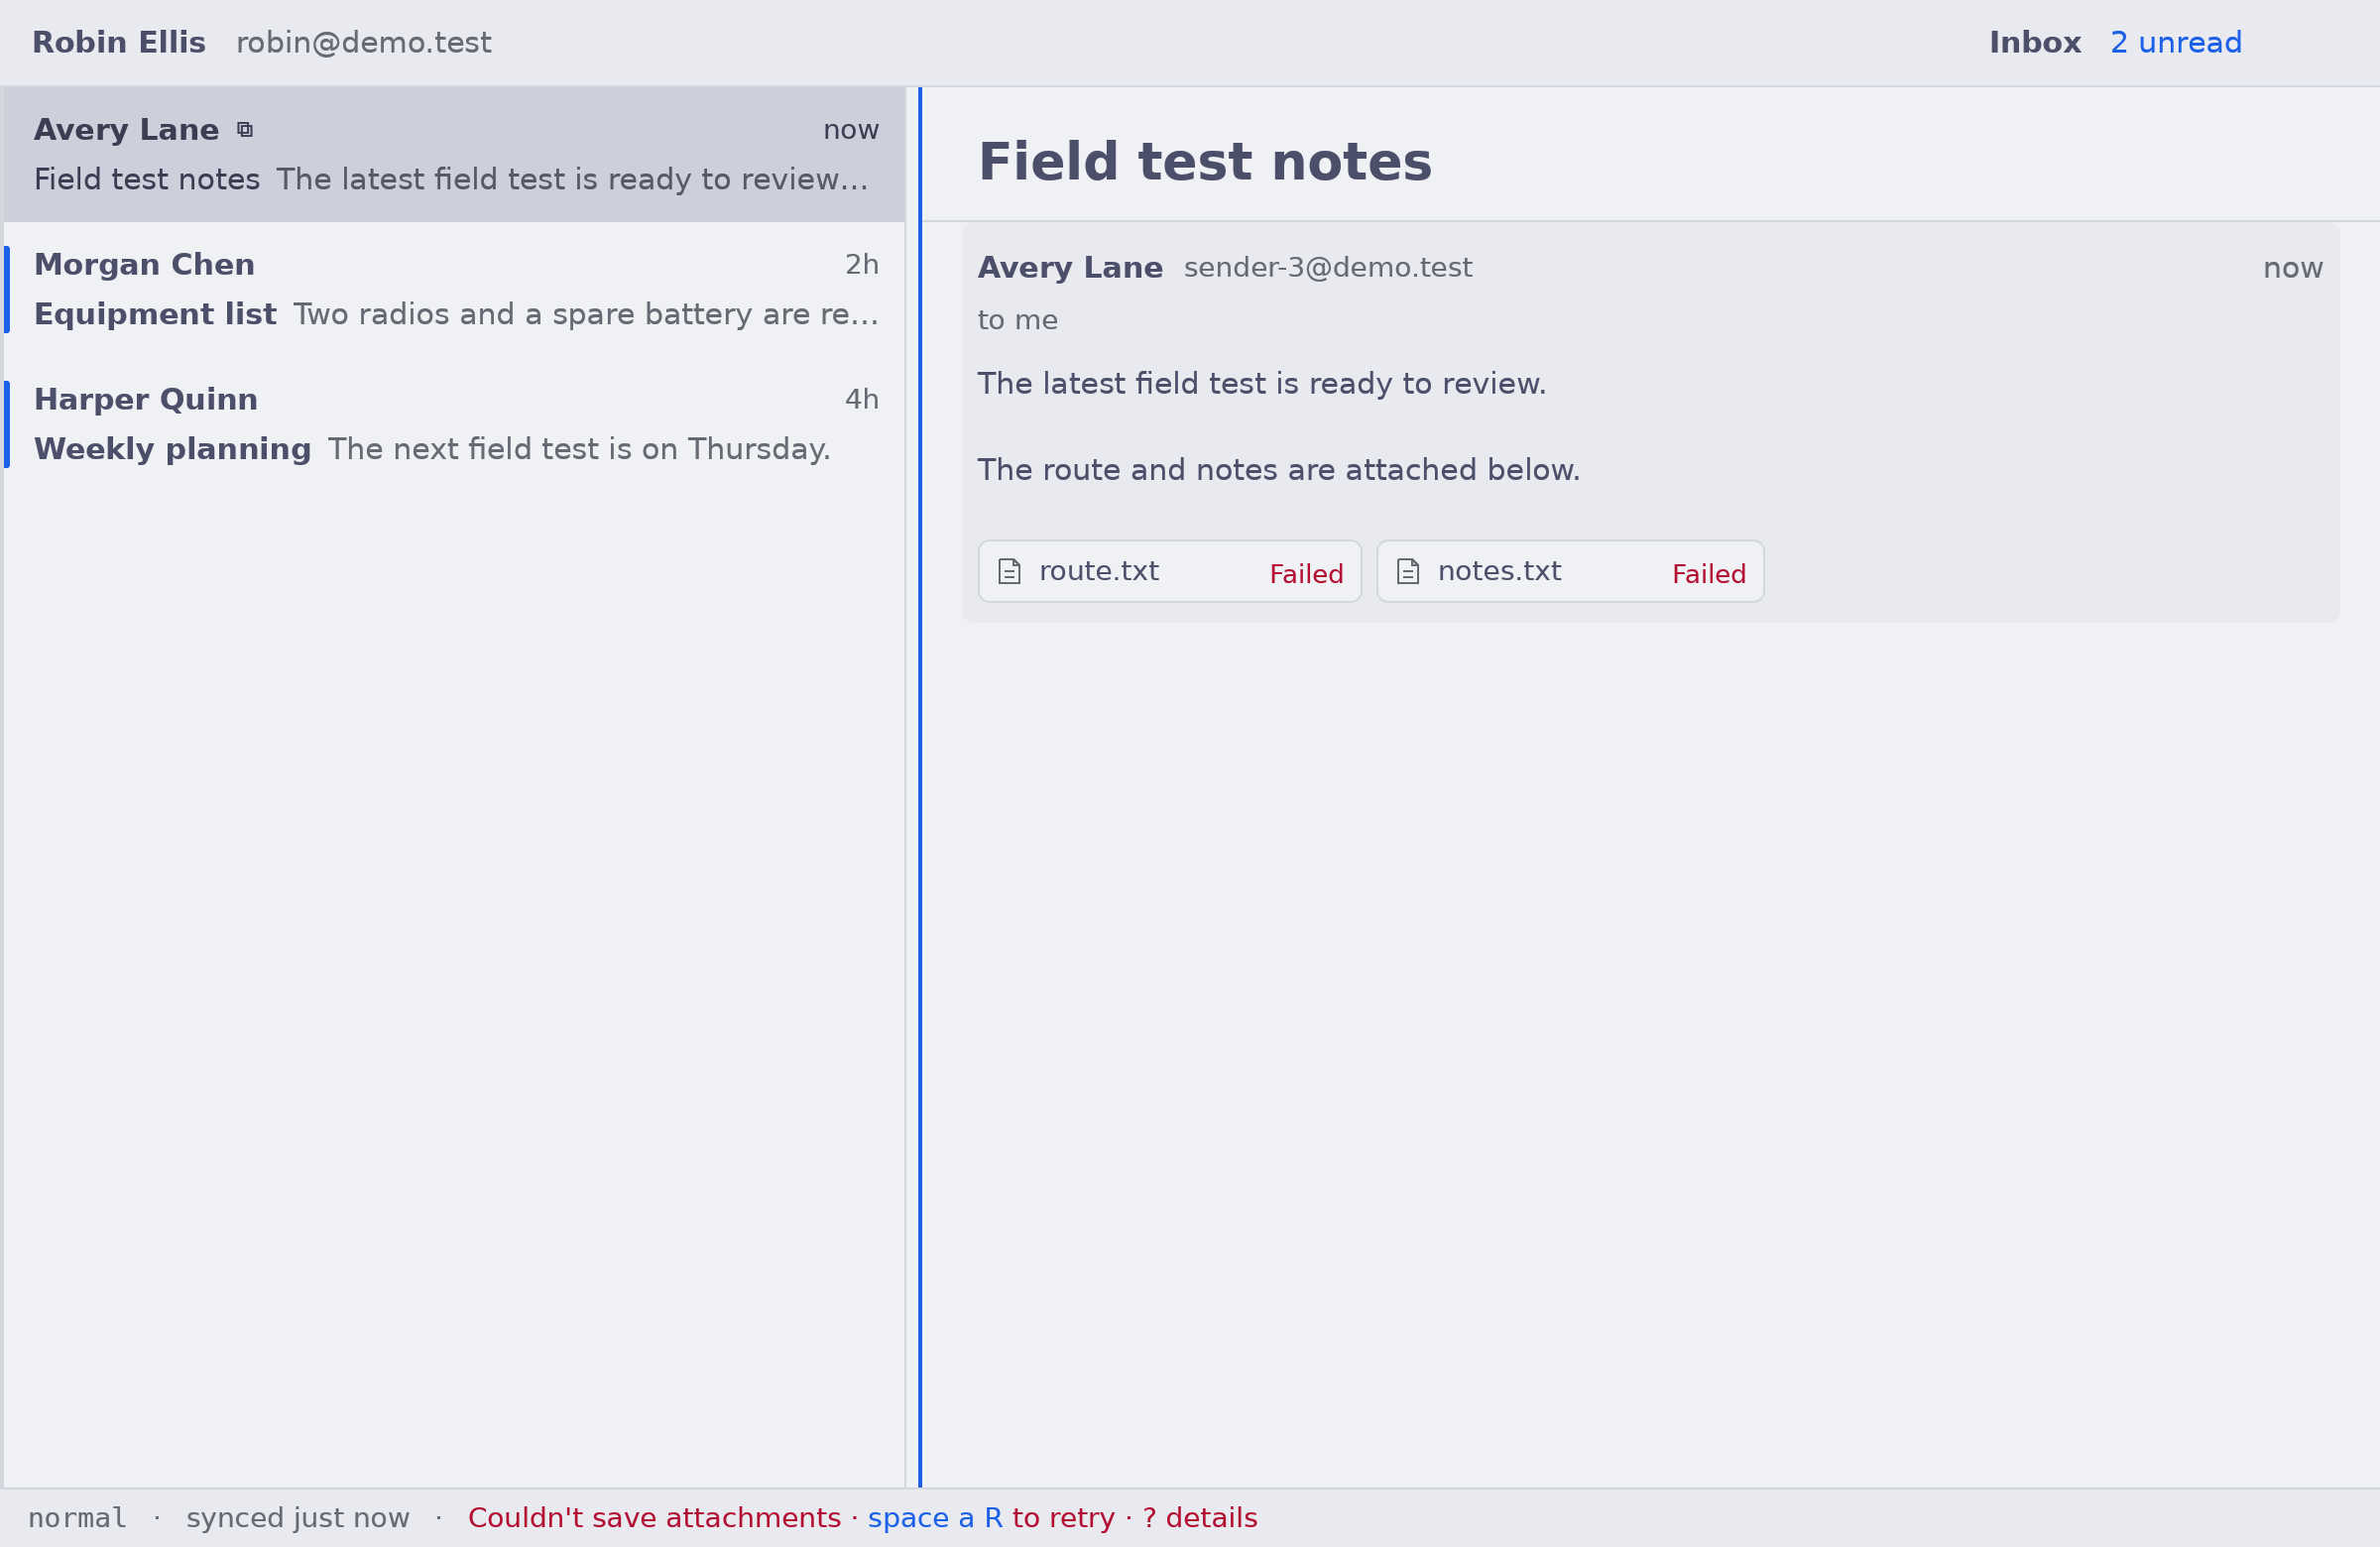 Robin Ellis robin@demo.test Inbox 2 unread
Avery Lane now
Field test notes The latest field test is ready to review…
Morgan Chen 2h
Equipment list Two radios and a spare battery are re…
Harper Quinn 4h
Weekly planning The next field test is on Thursday.
Field test notes
Avery Lane sender-3@demo.test now
to me
The latest field test is ready to review.
The route and notes are attached below.
route.txt Failed notes.txt Failed
normal · synced just now · Couldn't save attachments · space a R to retry · ? details